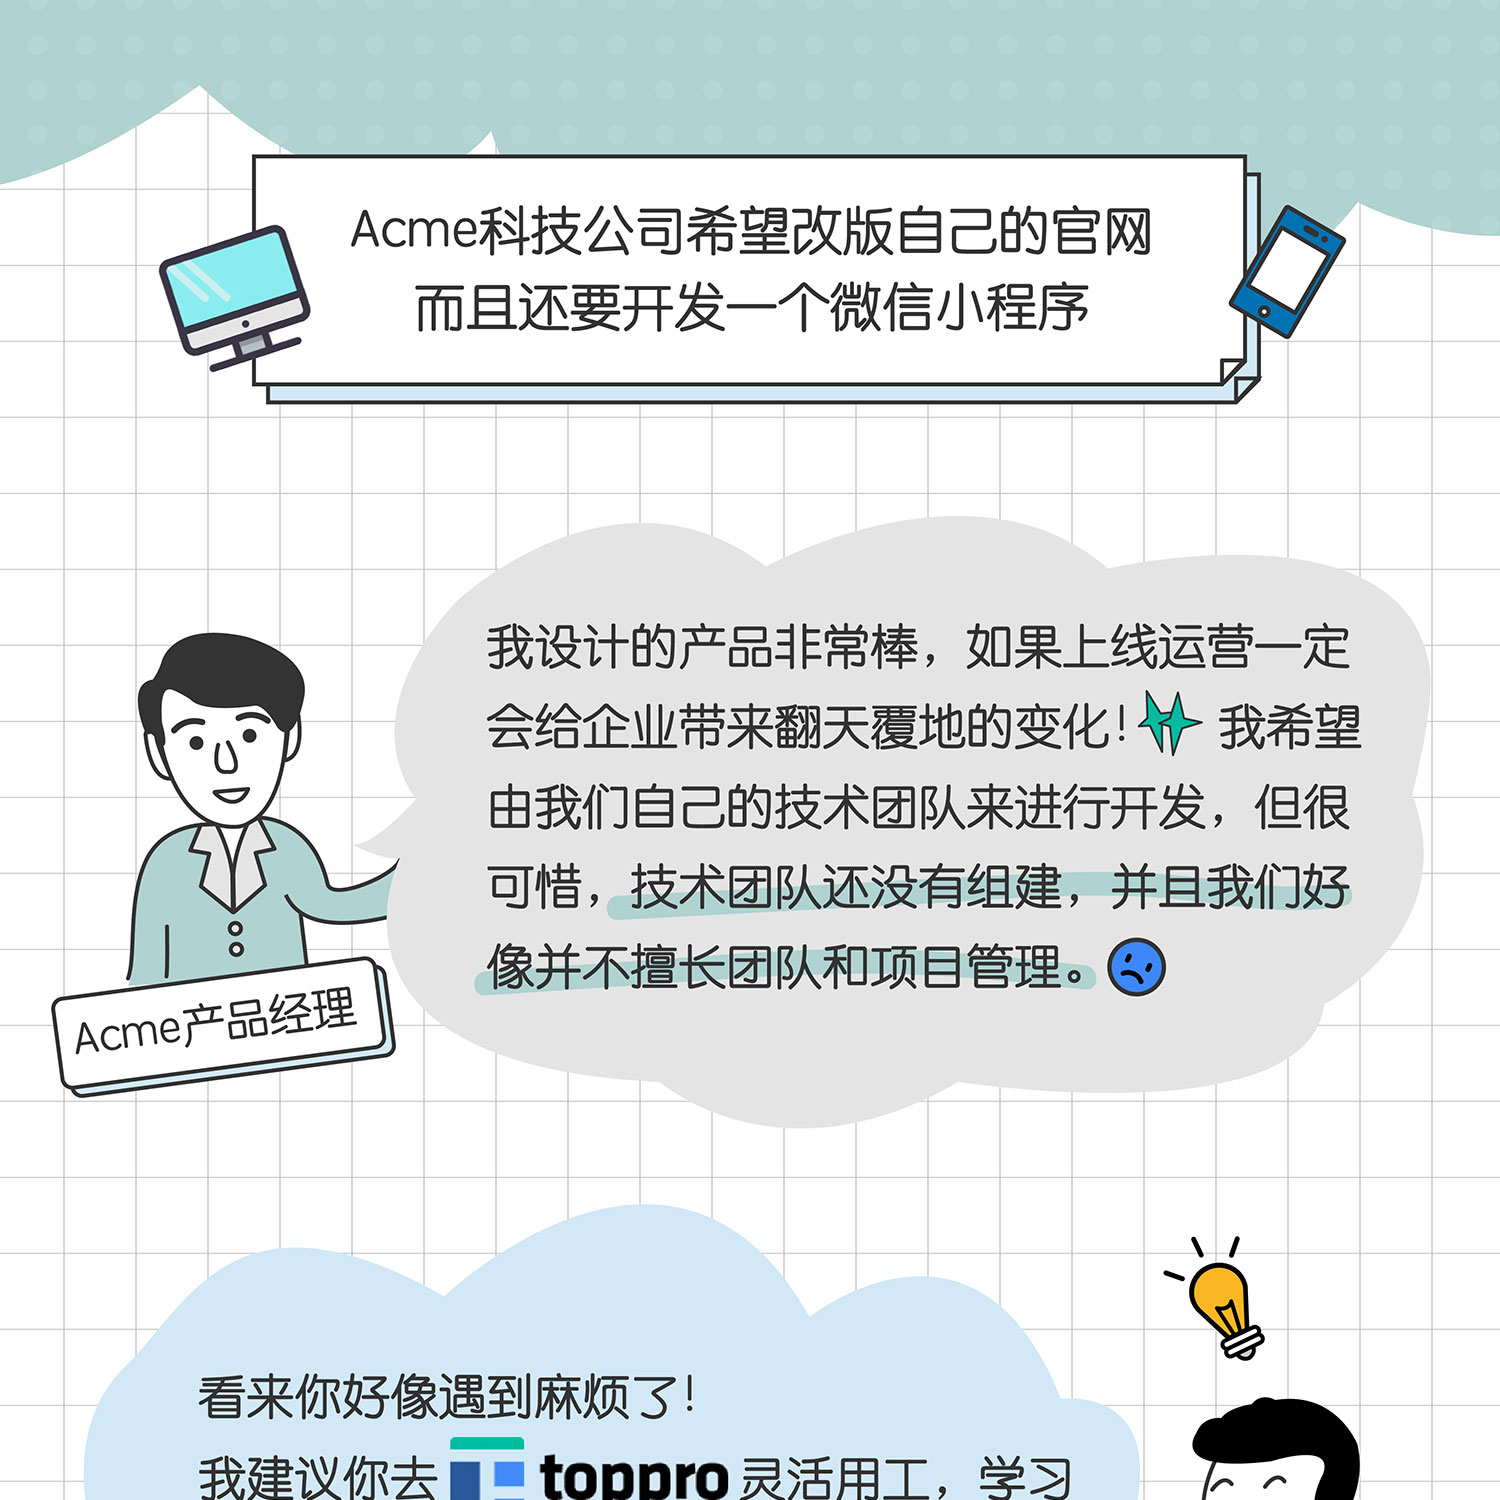 Acme科技公司希望改版自己的官网
而且还要开发一个微信小程序
我设计的产品非常棒，如果上线运营一定
会给企业带来翻天覆地的变化！ 我希望
由我们自己的技术团队来进行开发，但很
可惜，技术团队还没有组建，并且我们好
像并不擅长团队和项目管理。
Acme产品经理
看来你好像遇到麻烦了！
我建议你去 toppro 灵活用工，学习